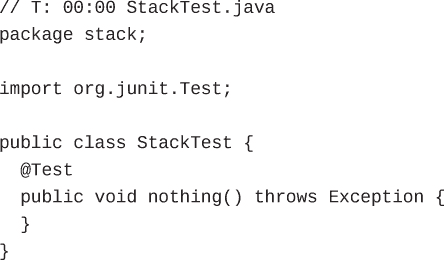 // T: 00:00 StackTest.java
package stack;

import org.junit.Test;

public class StackTest {
  @Test
  public void nothing() throws Exception {
  }
}